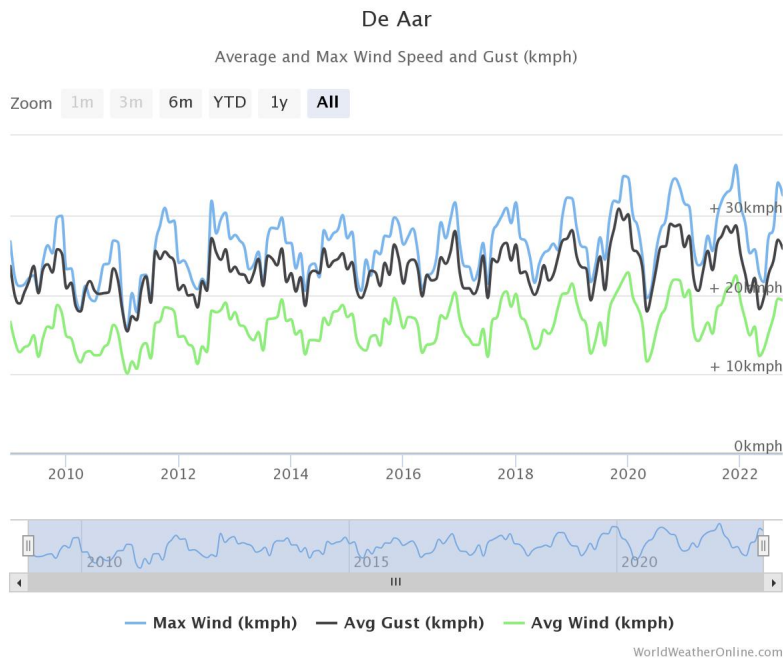 De Aar
Average and Max Wind Speed and Gust (kmph)
Zoom 1m 3m 6m YTD 1y All
+ 30kmph
+ 20kmph
+ 10kmph
0kmph
2010 2012 2014 2016 2018 2020 2022
2010 2015 2020
Max Wind (kmph) Avg Gust (kmph) Avg Wind (kmph)
WorldWeatherOnline.com